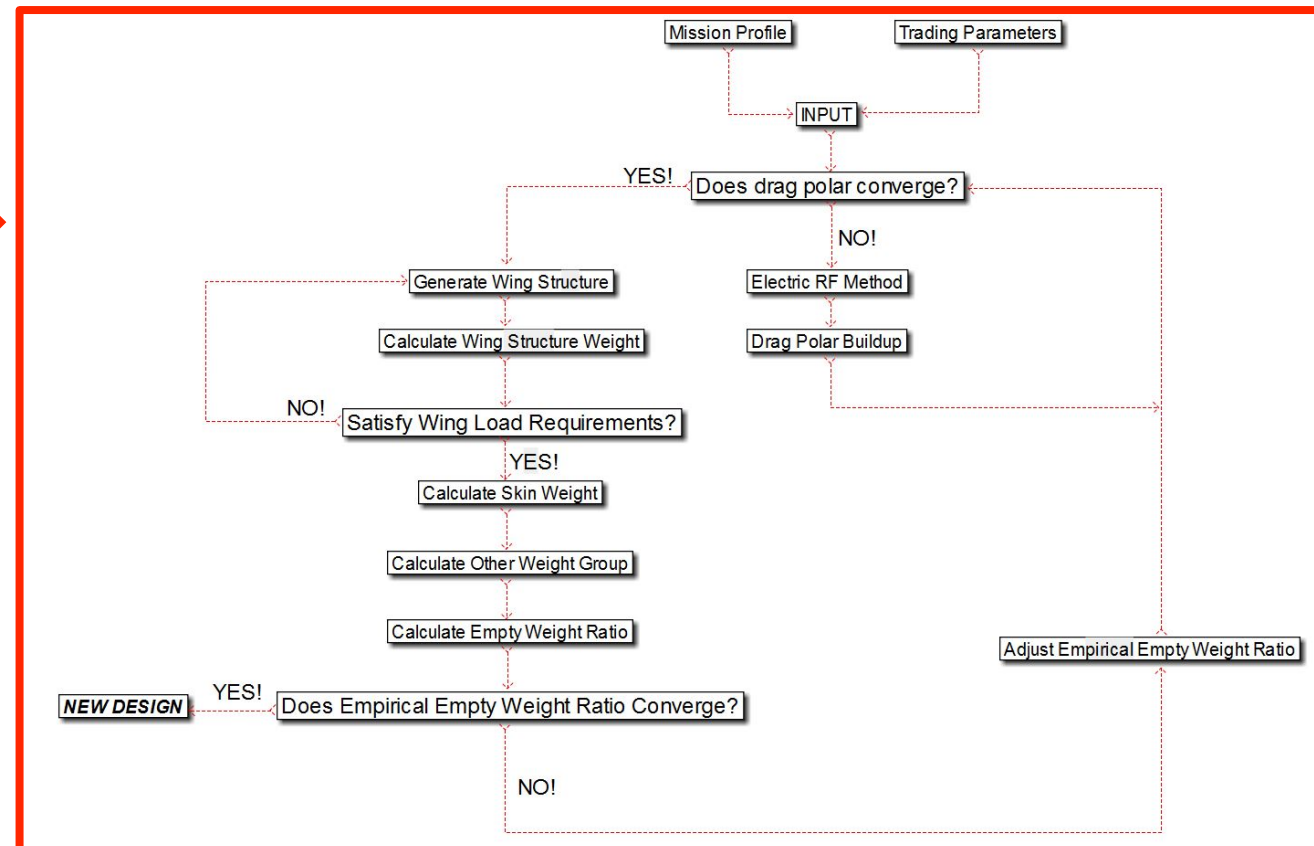 Mission Profile
Trading Parameters
INPUT
YES!
Does drag polar converge?
NO!
Generate Wing Structure
Electric RF Method
Calculate Wing Structure Weight
Drag Polar Buildup
NO!
Satisfy Wing Load Requirements?
YES!
Calculate Skin Weight
Calculate Other Weight Group
Calculate Empty Weight Ratio
Adjust Empirical Empty Weight Ratio
NEW DESIGN
YES!
Does Empirical Empty Weight Ratio Converge?
NO!